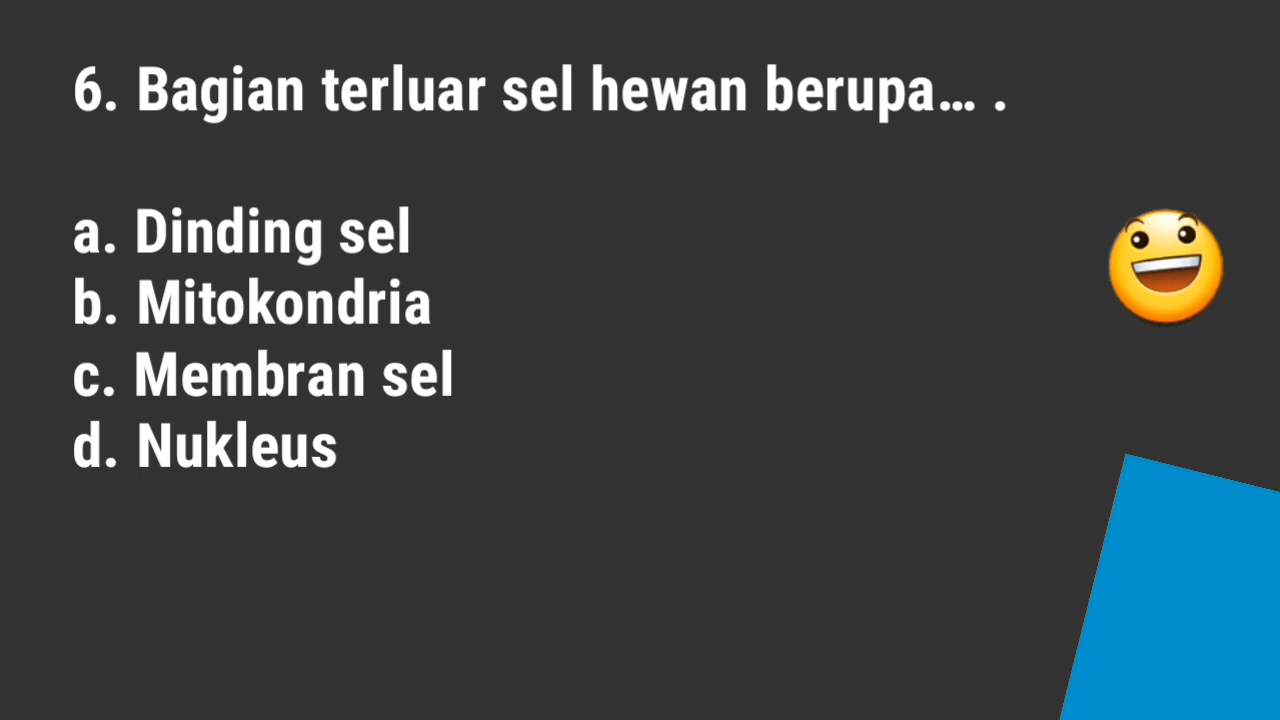 6. Bagian terluar sel hewan berupa... .
a. Dinding sel
b. Mitokondria
c. Membran sel
d. Nukleus